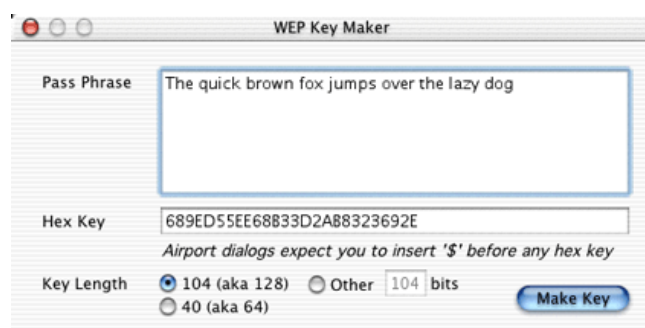 WEP Key Maker
Pass Phrase The quick brown fox jumps over the lazy dog
Hex Key 689ED55EE68B33D2AB8323692E
Airport dialogs expect you to insert '$' before any hex key
Key Length 104 (aka 128) Other 104 bits
40 (aka 64) Make Key